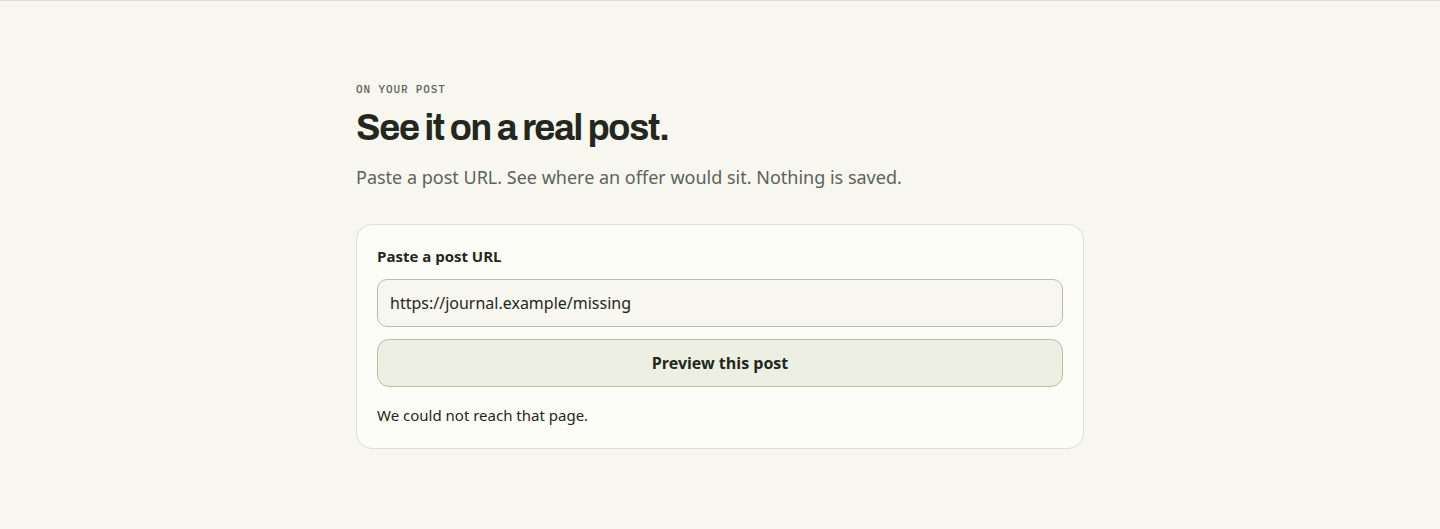 ON YOUR POST
See it on a real post.
Paste a post URL. See where an offer would sit. Nothing is saved.
Paste a post URL
https://journal.example/missing
Preview this post
We could not reach that page.